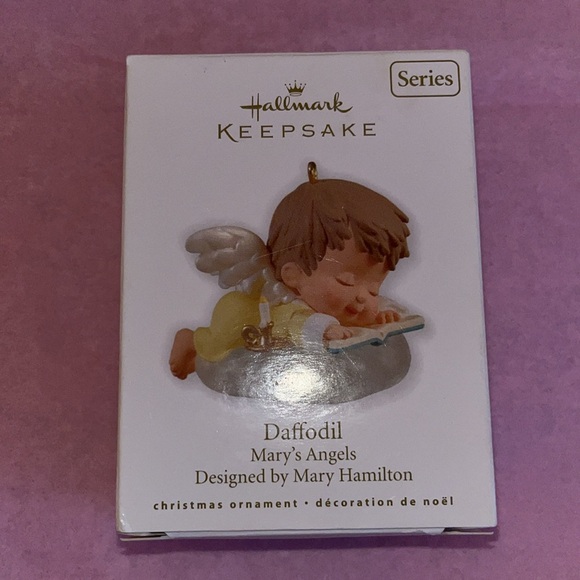 Series
Hallmark
KEEPSAKE
Daffodil
Mary's Angels
Designed by Mary Hamilton
christmas ornament • décoration de noël